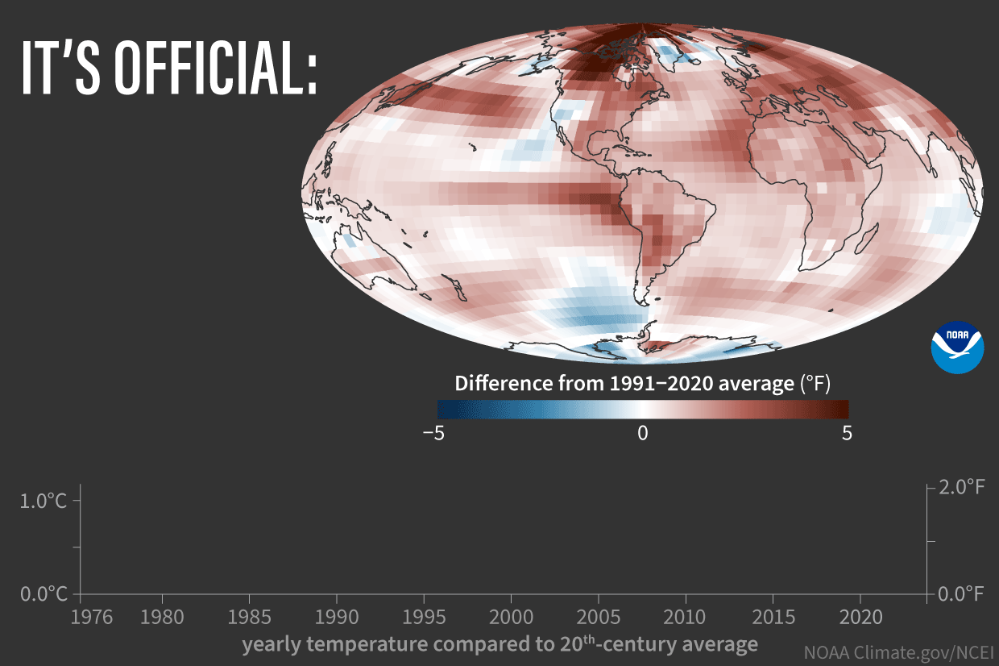 IT'S OFFICIAL:
NOAA
Difference from 1991–2020 average (°F)
−5 0 5
1.0°C 2.0°F
0.0°C 0.0°F
1976 1980 1985 1990 1995 2000 2005 2010 2015 2020
yearly temperature compared to 20th-century average
NOAA Climate.gov/NCEI